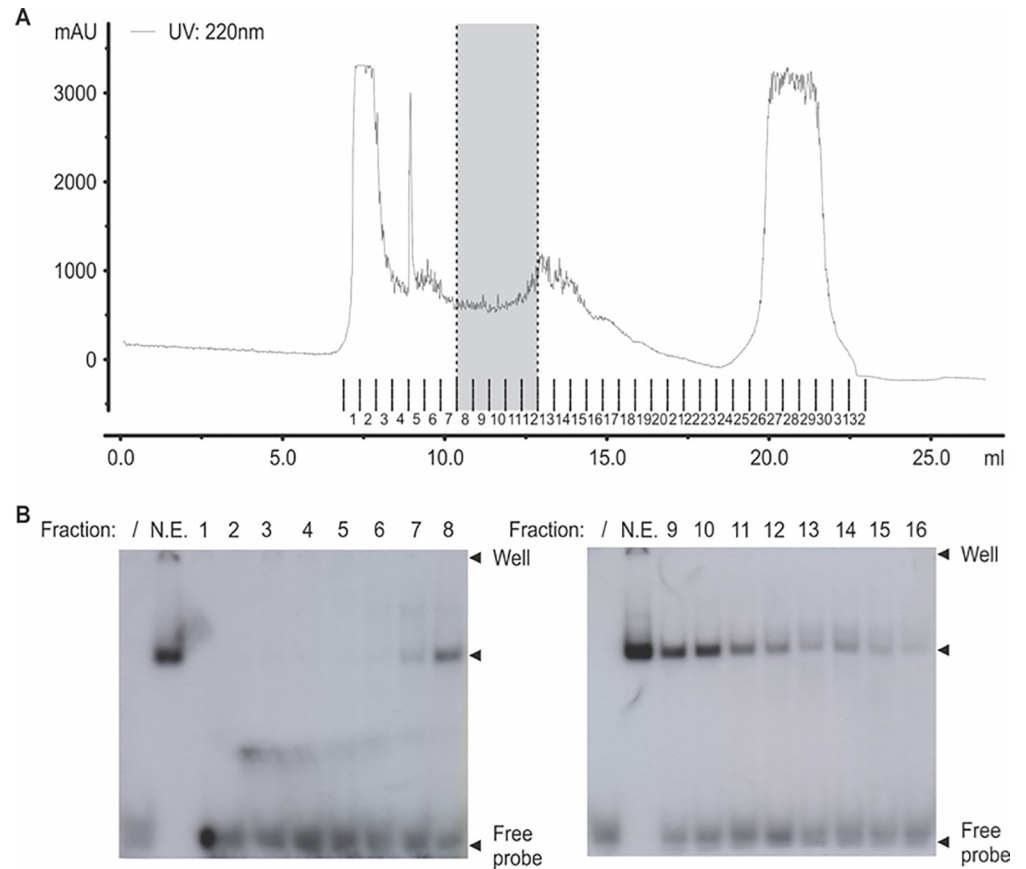 A
mAU
UV: 220nm
3000
2000
1000
0
1 2 3 4 5 6 7 8 9 10 11 12 13 14 15 16 17 18 19 20 21 22 23 24 25 26 27 28 29 30 31 32
0.0 5.0 10.0 15.0 20.0 25.0 ml
B
Fraction: / N.E. 1 2 3 4 5 6 7 8
Well
Free
probe
Fraction: / N.E. 9 10 11 12 13 14 15 16
Well
Free
probe